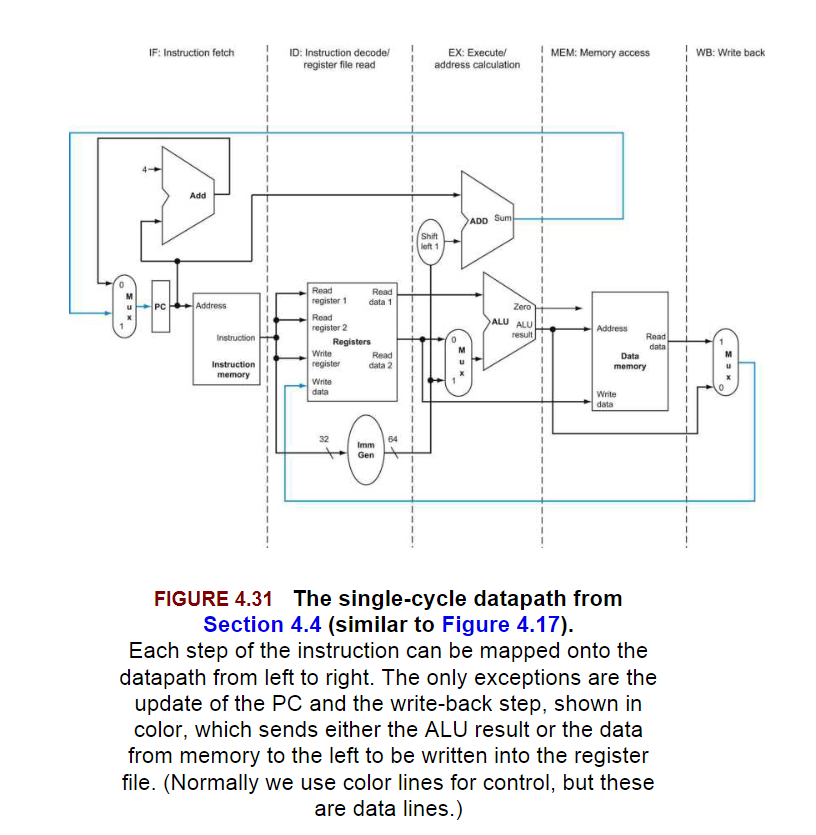 IF: Instruction fetch
ID: Instruction decode/
register file read
EX: Execute/
address calculation
MEM: Memory access
WB: Write back
4
Add
ADD Sum
Shift
left 1
0
M
u
x
1
PC
Address
Instruction
Instruction
memory
Read
register 1
Read
data 1
Read
register 2
Registers
Write
register
Read
data 2
Write
data
0
M
u
x
1
Zero
ALU
ALU
result
Address
Read
data
Data
memory
Write
data
1
M
u
x
0
32
Imm
Gen
64
FIGURE 4.31 The single-cycle datapath from
Section 4.4 (similar to Figure 4.17).
Each step of the instruction can be mapped onto the
datapath from left to right. The only exceptions are the
update of the PC and the write-back step, shown in
color, which sends either the ALU result or the data
from memory to the left to be written into the register
file. (Normally we use color lines for control, but these
are data lines.)